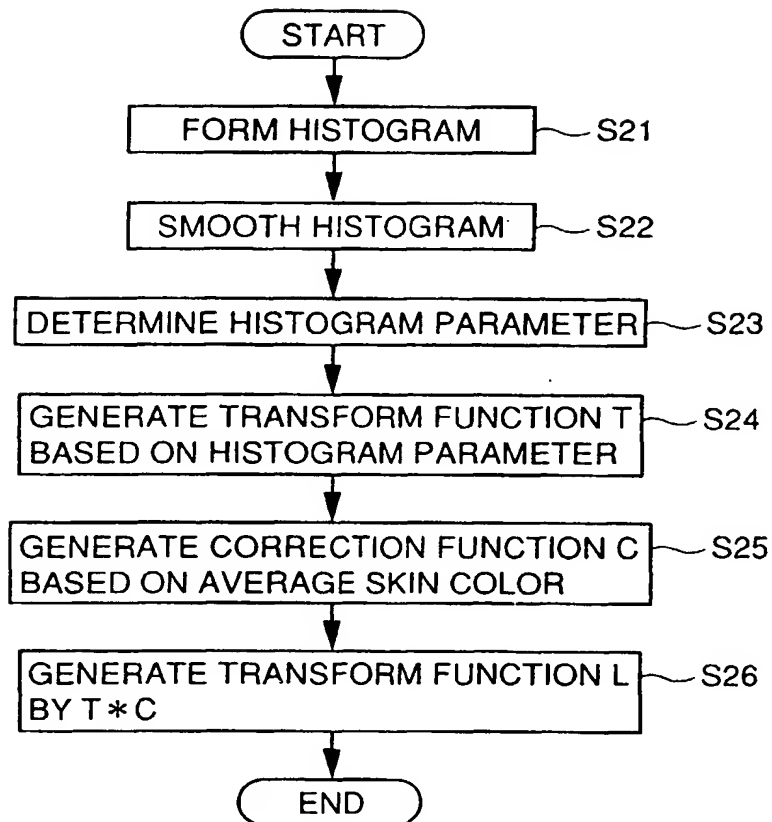 START
FORM HISTOGRAM
S21
SMOOTH HISTOGRAM
S22
DETERMINE HISTOGRAM PARAMETER
S23
GENERATE TRANSFORM FUNCTION T
BASED ON HISTOGRAM PARAMETER
S24
GENERATE CORRECTION FUNCTION C
BASED ON AVERAGE SKIN COLOR
S25
GENERATE TRANSFORM FUNCTION L
BY T * C
S26
END